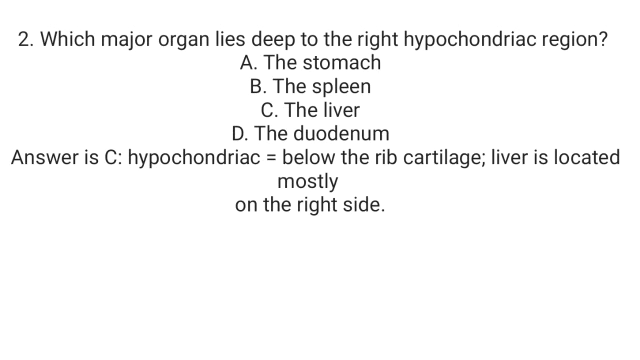 2. Which major organ lies deep to the right hypochondriac region?
A. The stomach
B. The spleen
C. The liver
D. The duodenum
Answer is C: hypochondriac = below the rib cartilage; liver is located
mostly
on the right side.